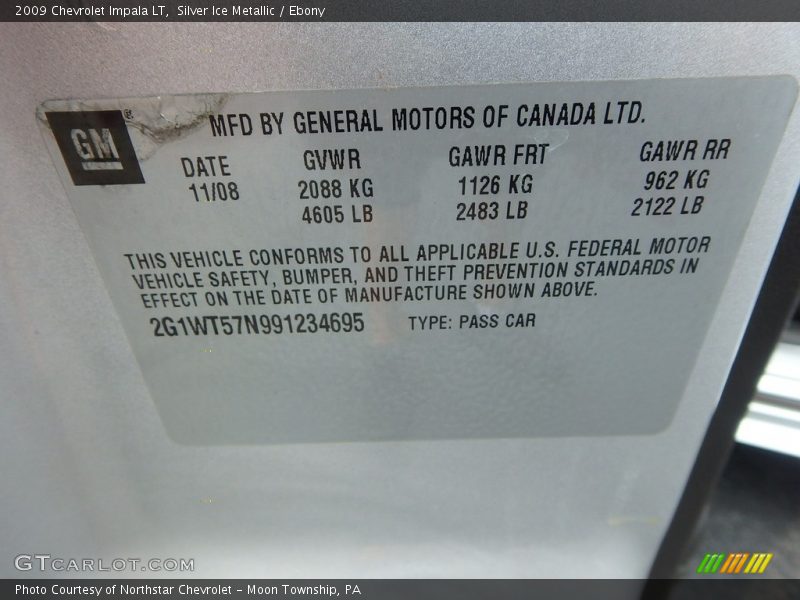 2009 Chevrolet Impala LT, Silver Ice Metallic / Ebony
GM
®
MFD BY GENERAL MOTORS OF CANADA LTD.
DATE GVWR GAWR FRT GAWR RR
11/08 2088 KG 1126 KG 962 KG
4605 LB 2483 LB 2122 LB
THIS VEHICLE CONFORMS TO ALL APPLICABLE U.S. FEDERAL MOTOR
VEHICLE SAFETY, BUMPER, AND THEFT PREVENTION STANDARDS IN
EFFECT ON THE DATE OF MANUFACTURE SHOWN ABOVE.
2G1WT57N991234695 TYPE: PASS CAR
GTCARLOT.COM
Photo Courtesy of Northstar Chevrolet - Moon Township, PA